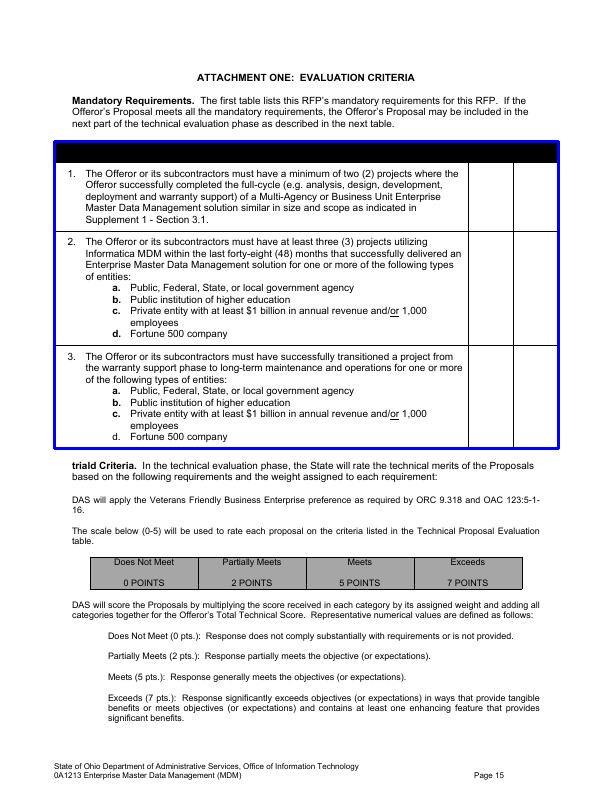 ATTACHMENT ONE: EVALUATION CRITERIA
Mandatory Requirements. The first table lists this RFP's mandatory requirements for this RFP. If the
Offeror's Proposal meets all the mandatory requirements, the Offeror's Proposal may be included in the
next part of the technical evaluation phase as described in the next table.
1. The Offeror or its subcontractors must have a minimum of two (2) projects where the
Offeror successfully completed the full-cycle (e.g. analysis, design, development,
deployment and warranty support) of a Multi-Agency or Business Unit Enterprise
Master Data Management solution similar in size and scope as indicated in
Supplement 1 - Section 3.1.
2. The Offeror or its subcontractors must have at least three (3) projects utilizing
Informatica MDM within the last forty-eight (48) months that successfully delivered an
Enterprise Master Data Management solution for one or more of the following types
of entities:
a. Public, Federal, State, or local government agency
b. Public institution of higher education
c. Private entity with at least $1 billion in annual revenue and/or 1,000
employees
d. Fortune 500 company
3. The Offeror or its subcontractors must have successfully transitioned a project from
the warranty support phase to long-term maintenance and operations for one or more
of the following types of entities:
a. Public, Federal, State, or local government agency
b. Public institution of higher education
c. Private entity with at least $1 billion in annual revenue and/or 1,000
employees
d. Fortune 500 company
triald Criteria. In the technical evaluation phase, the State will rate the technical merits of the Proposals
based on the following requirements and the weight assigned to each requirement:
DAS will apply the Veterans Friendly Business Enterprise preference as required by ORC 9.318 and OAC 123:5-1-
16.
The scale below (0-5) will be used to rate each proposal on the criteria listed in the Technical Proposal Evaluation
table.
Does Not Meet Partially Meets Meets Exceeds
0 POINTS 2 POINTS 5 POINTS 7 POINTS
DAS will score the Proposals by multiplying the score received in each category by its assigned weight and adding all
categories together for the Offeror's Total Technical Score. Representative numerical values are defined as follows:
Does Not Meet (0 pts.): Response does not comply substantially with requirements or is not provided.
Partially Meets (2 pts.): Response partially meets the objective (or expectations).
Meets (5 pts.): Response generally meets the objectives (or expectations).
Exceeds (7 pts.): Response significantly exceeds objectives (or expectations) in ways that provide tangible
benefits or meets objectives (or expectations) and contains at least one enhancing feature that provides
significant benefits.
State of Ohio Department of Administrative Services, Office of Information Technology
0A1213 Enterprise Master Data Management (MDM) Page 15